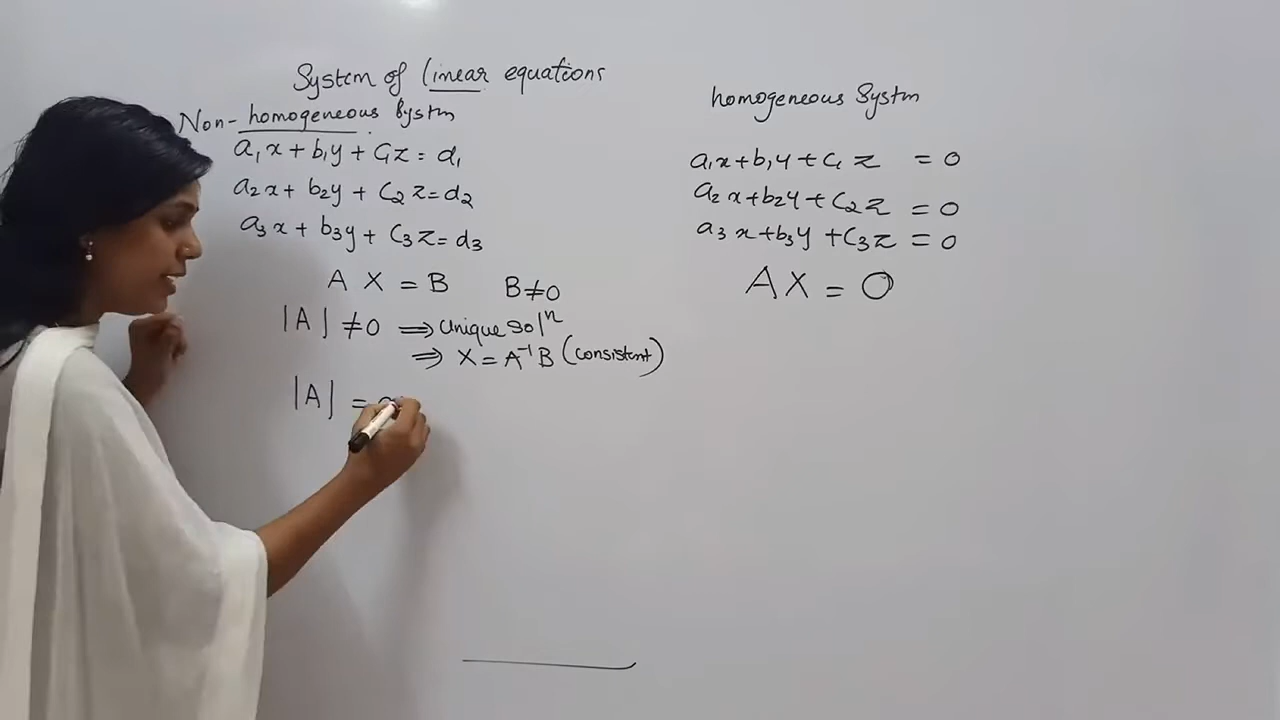 System of linear equations
Non-homogeneous System
a₁x + b₁y + c₁z = d₁
a₂x + b₂y + c₂z = d₂
a₃x + b₃y + c₃z = d₃
A X = B B≠0
|A| ≠0 ⟹ unique solⁿ
⟹ X = A⁻¹B (consistent)
|A| =
homogeneous System
a₁x + b₁y + c₁z = 0
a₂x + b₂y + c₂z = 0
a₃x + b₃y + c₃z = 0
AX = O